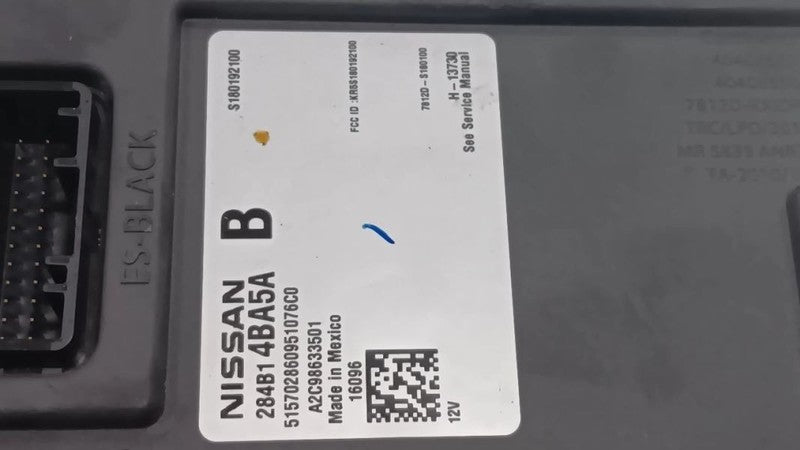 ES-BLACK
NISSAN B
284B1 4BA5A
515702860951076C0
A2C98633501
Made in Mexico
16096
12V
S180192100
FCC ID :KR5S180192100
7812D-S180100
H-13730
See Service Manual